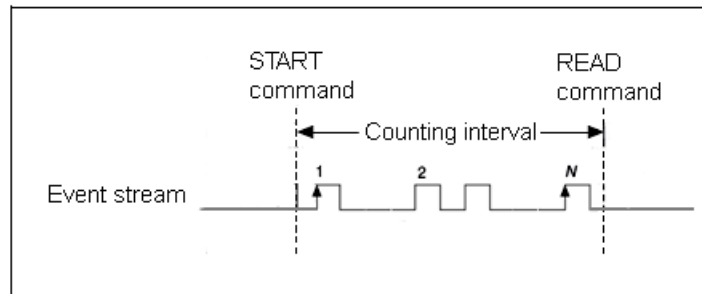 START
command
READ
command
Counting interval
1
2
N
Event stream